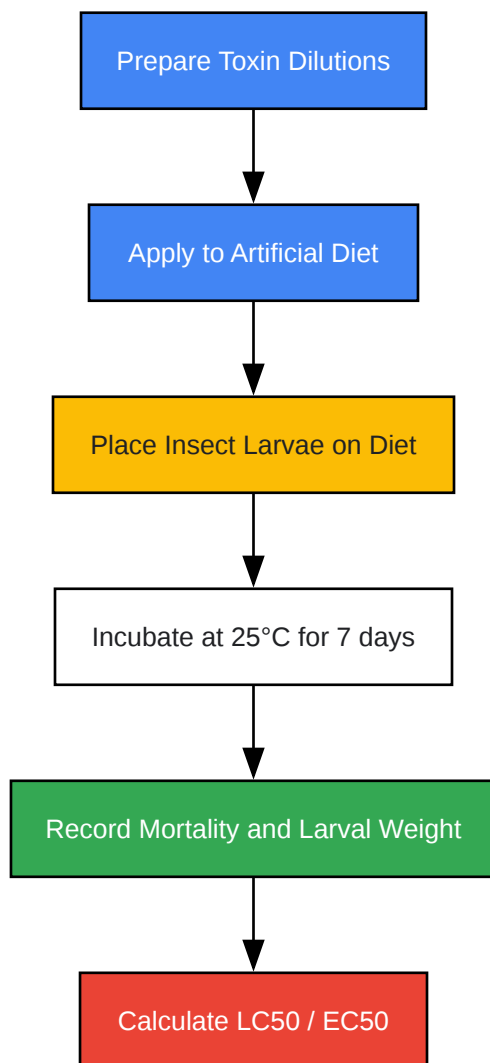 Prepare Toxin Dilutions
Apply to Artificial Diet
Place Insect Larvae on Diet
Incubate at 25°C for 7 days
Record Mortality and Larval Weight
Calculate LC50 / EC50